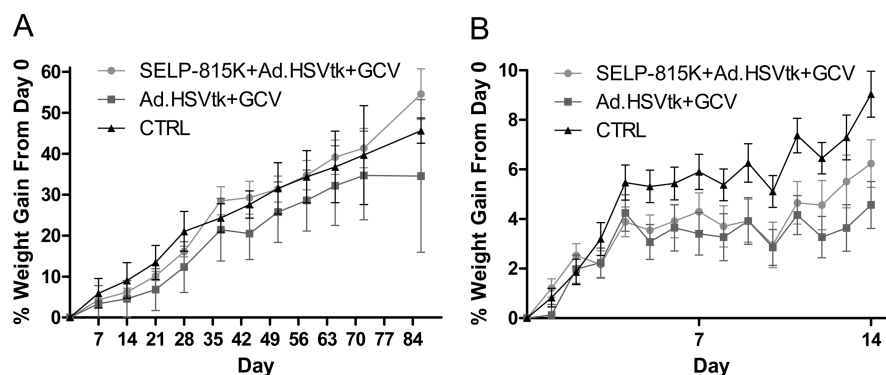 A
SELP-815K+Ad.HSVtk+GCV
Ad.HSVtk+GCV
CTRL
% Weight Gain From Day 0
60
50
40
30
20
10
0
7 14 21 28 35 42 49 56 63 70 77 84
Day
B
SELP-815K+Ad.HSVtk+GCV
Ad.HSVtk+GCV
CTRL
% Weight Gain From Day 0
10
8
6
4
2
0
7 14
Day